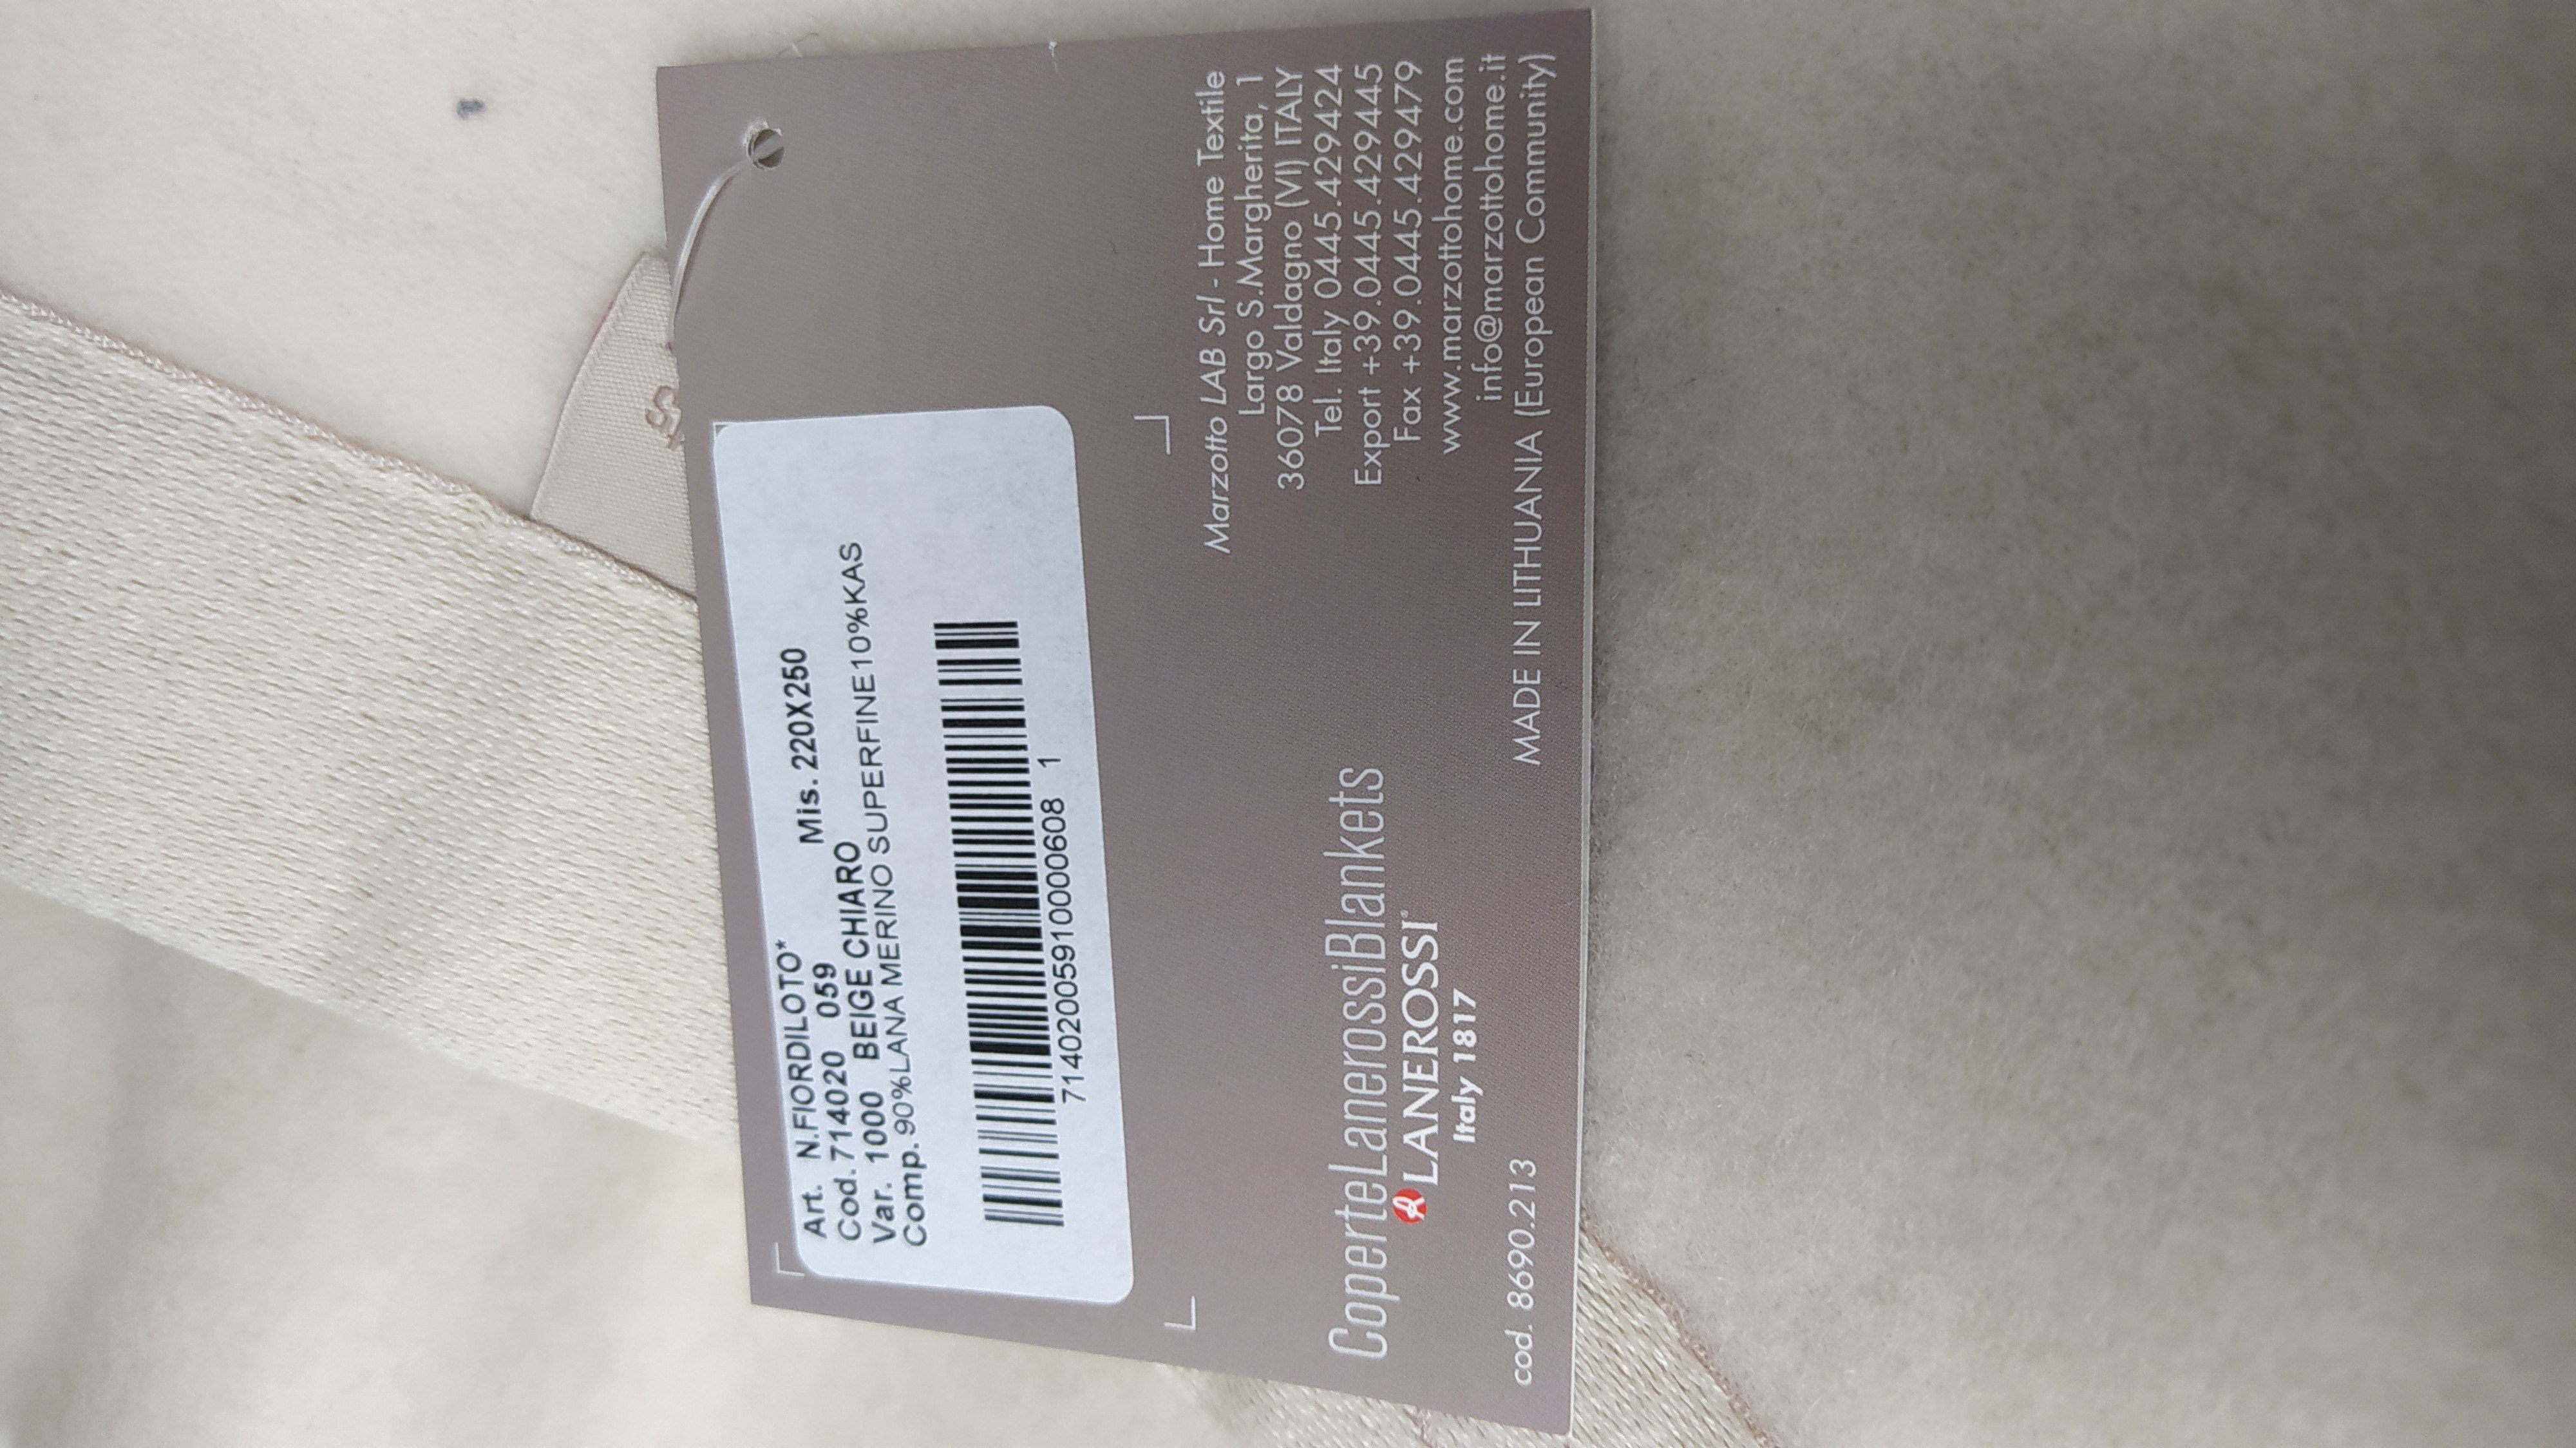 Art. N.FIORDILOTO*
Cod. 714020 059 Mis. 220X250
Var. 1000 BEIGE CHIARO
Comp. 90%LANA MERINO SUPERFINE10%KAS
714020059100000608 1
Marzotto LAB Srl - Home Textile
Largo S.Margherita, 1
36078 Valdagno (VI) ITALY
Tel. Italy 0445.429424
Export +39.0445.429445
Fax +39.0445.429479
www.marzottohome.com
info@marzottohome.it
MADE IN LITHUANIA (European Community)
CoperteLanerossiBlankets
LANEROSSI
Italy 1817
cod. 8690.213